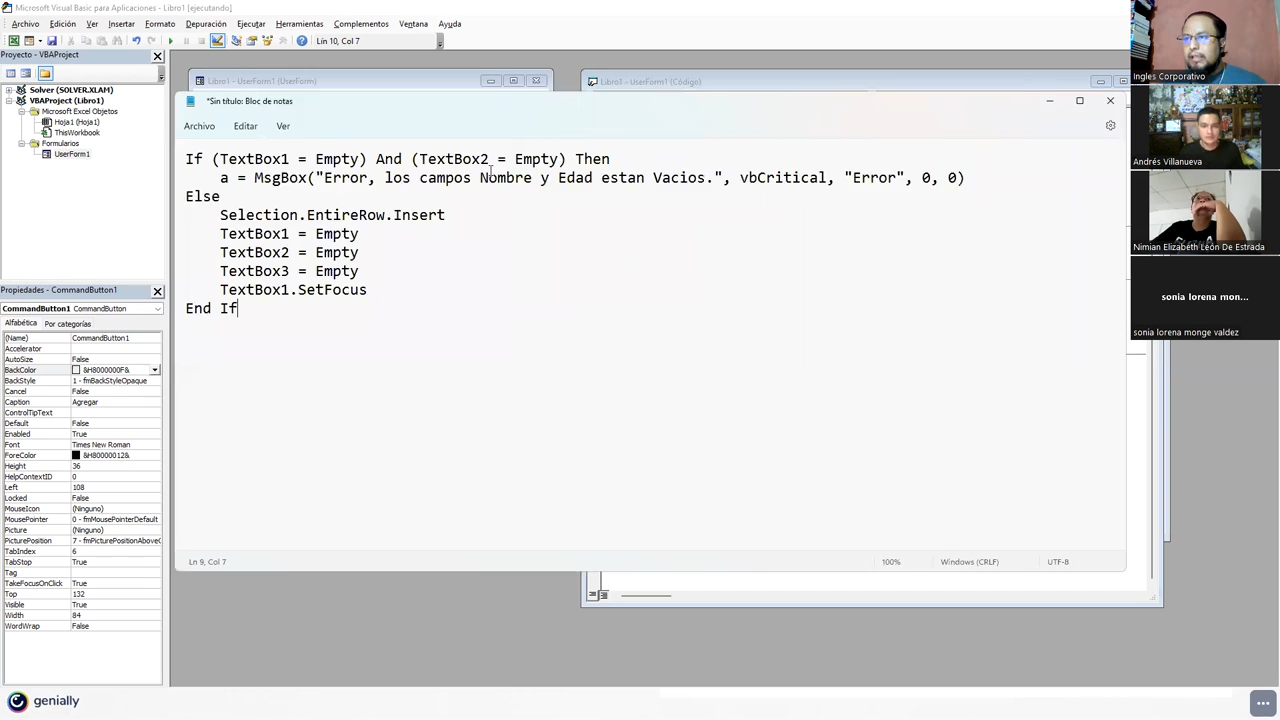 Microsoft Visual Basic para Aplicaciones - Libro1 [ejecutando]
Archivo Edición Ver Insertar Formato Depuración Ejecutar Herramientas Complementos Ventana Ayuda
Lín 10, Col 7
Proyecto - VBAProject
Solver (SOLVER.XLAM)
VBAProject (Libro1)
Microsoft Excel Objetos
Hoja1 (Hoja1)
ThisWorkbook
Formularios
UserForm1
Propiedades - CommandButton1
CommandButton1 CommandButton
Alfabética Por categorías
(Name) CommandButton1
Accelerator
AutoSize False
BackColor &H8000000F&
BackStyle 1 - fmBackStyleOpaque
Cancel False
Caption Agregar
ControlTipText
Default False
Enabled True
Font Times New Roman
ForeColor &H80000012&
Height 36
HelpContextID 0
Left 108
Locked False
MouseIcon (Ninguno)
MousePointer 0 - fmMousePointerDefault
Picture (Ninguno)
PicturePosition 7 - fmPicturePositionAboveC
TabIndex 6
TabStop True
Tag
TakeFocusOnClick True
Top 132
Visible True
Width 84
WordWrap False
Libro1 - UserForm1 (UserForm)
Libro1 - UserForm1 (Código)
*Sin título: Bloc de notas
Archivo Editar Ver
If (TextBox1 = Empty) And (TextBox2 = Empty) Then
a = MsgBox("Error, los campos Nombre y Edad estan Vacios.", vbCritical, "Error", 0, 0)
Else
Selection.EntireRow.Insert
TextBox1 = Empty
TextBox2 = Empty
TextBox3 = Empty
TextBox1.SetFocus
End If
Ln 9, Col 7 100% Windows (CRLF) UTF-8
Ingles Corporativo
Andrés Villanueva
Nimian Elizabeth León De Estrada
sonia lorena mon...
sonia lorena monge valdez
genially